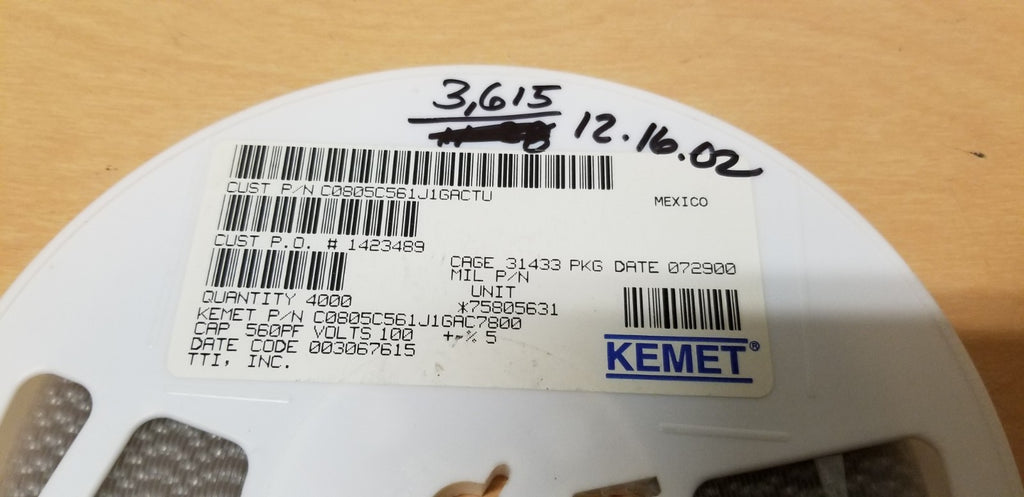 3,615
12.16.02
CUST P/N C0805C561J1GACTU
MEXICO
CUST P.O. # 1423489
CAGE 31433 PKG DATE 072900
MIL P/N
UNIT
QUANTITY 4000
*75805631
KEMET P/N C0805C561J1GAC7800
CAP 560PF VOLTS 100 +-% 5
DATE CODE 003067615
TTI, INC.
KEMET®